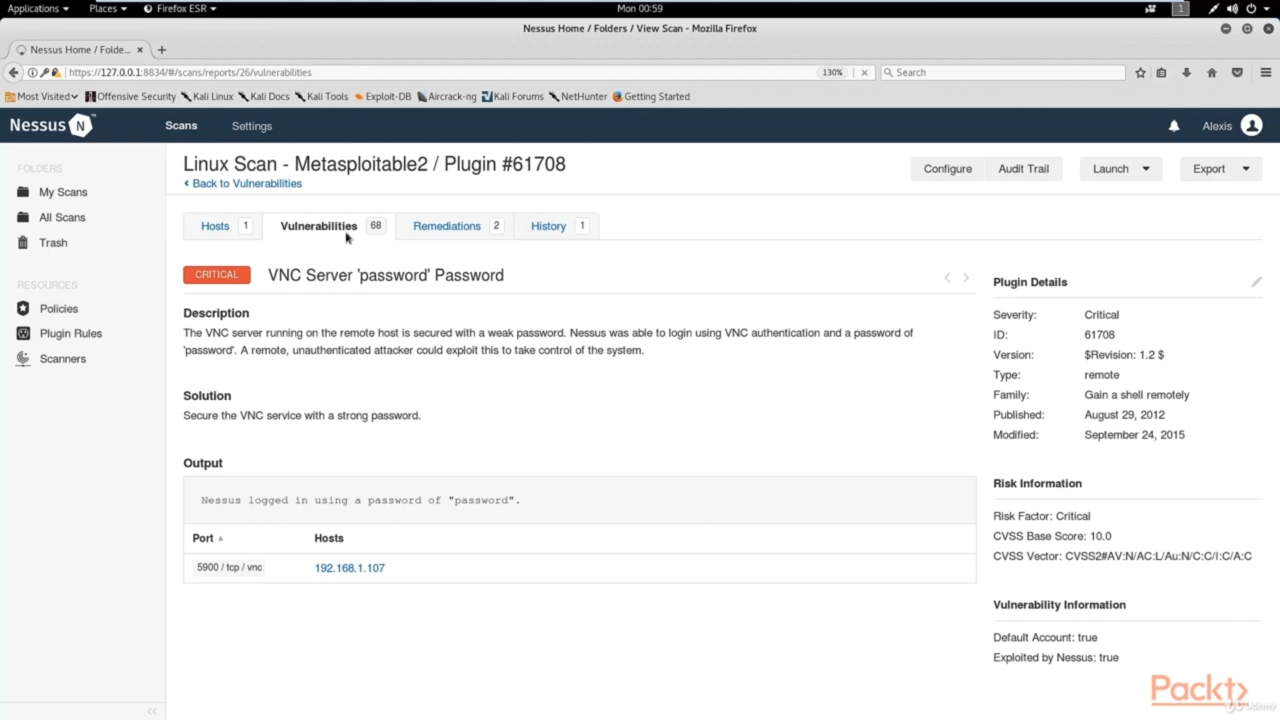 Applications Places Firefox ESR Mon 00:59 1
Nessus Home / Folders / View Scan - Mozilla Firefox
Nessus Home / Folde...
https://127.0.0.1:8834/#/scans/reports/26/vulnerabilities 130% Search
Most Visited Offensive Security Kali Linux Kali Docs Kali Tools Exploit-DB Aircrack-ng Kali Forums NetHunter Getting Started
Nessus N Scans Settings Alexis
FOLDERS
My Scans
All Scans
Trash
RESOURCES
Policies
Plugin Rules
Scanners
Linux Scan - Metasploitable2 / Plugin #61708
Back to Vulnerabilities
Configure Audit Trail Launch Export
Hosts 1 Vulnerabilities 68 Remediations 2 History 1
CRITICAL VNC Server 'password' Password
Description
The VNC server running on the remote host is secured with a weak password. Nessus was able to login using VNC authentication and a password of
'password'. A remote, unauthenticated attacker could exploit this to take control of the system.
Solution
Secure the VNC service with a strong password.
Output
Nessus logged in using a password of "password".
Port Hosts
5900 / tcp / vnc 192.168.1.107
Plugin Details
Severity: Critical
ID: 61708
Version: $Revision: 1.2 $
Type: remote
Family: Gain a shell remotely
Published: August 29, 2012
Modified: September 24, 2015
Risk Information
Risk Factor: Critical
CVSS Base Score: 10.0
CVSS Vector: CVSS2#AV:N/AC:L/Au:N/C:C/I:C/A:C
Vulnerability Information
Default Account: true
Exploited by Nessus: true
Packt
Udemy